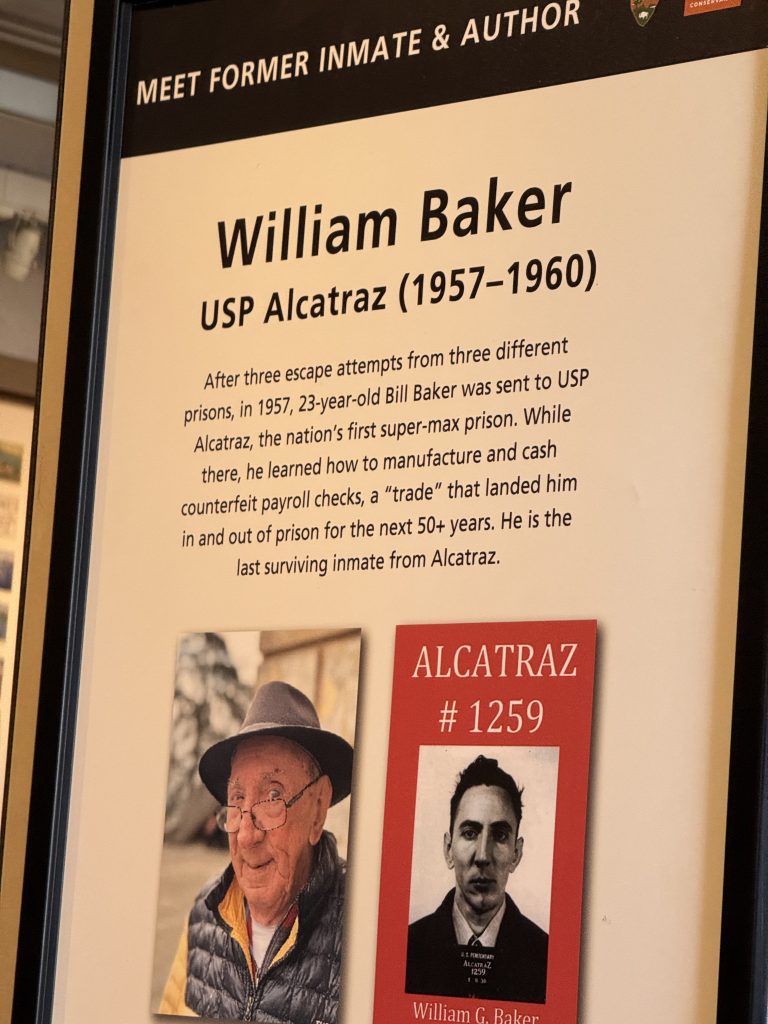 MEET FORMER INMATE & AUTHOR
CONSERVANCY
William Baker
USP Alcatraz (1957–1960)
After three escape attempts from three different
prisons, in 1957, 23-year-old Bill Baker was sent to USP
Alcatraz, the nation's first super-max prison. While
there, he learned how to manufacture and cash
counterfeit payroll checks, a “trade” that landed him
in and out of prison for the next 50+ years. He is the
last surviving inmate from Alcatraz.
ALCATRAZ
# 1259
U.S. PENITENTIARY
ALCATRAZ
1259
William G. Baker